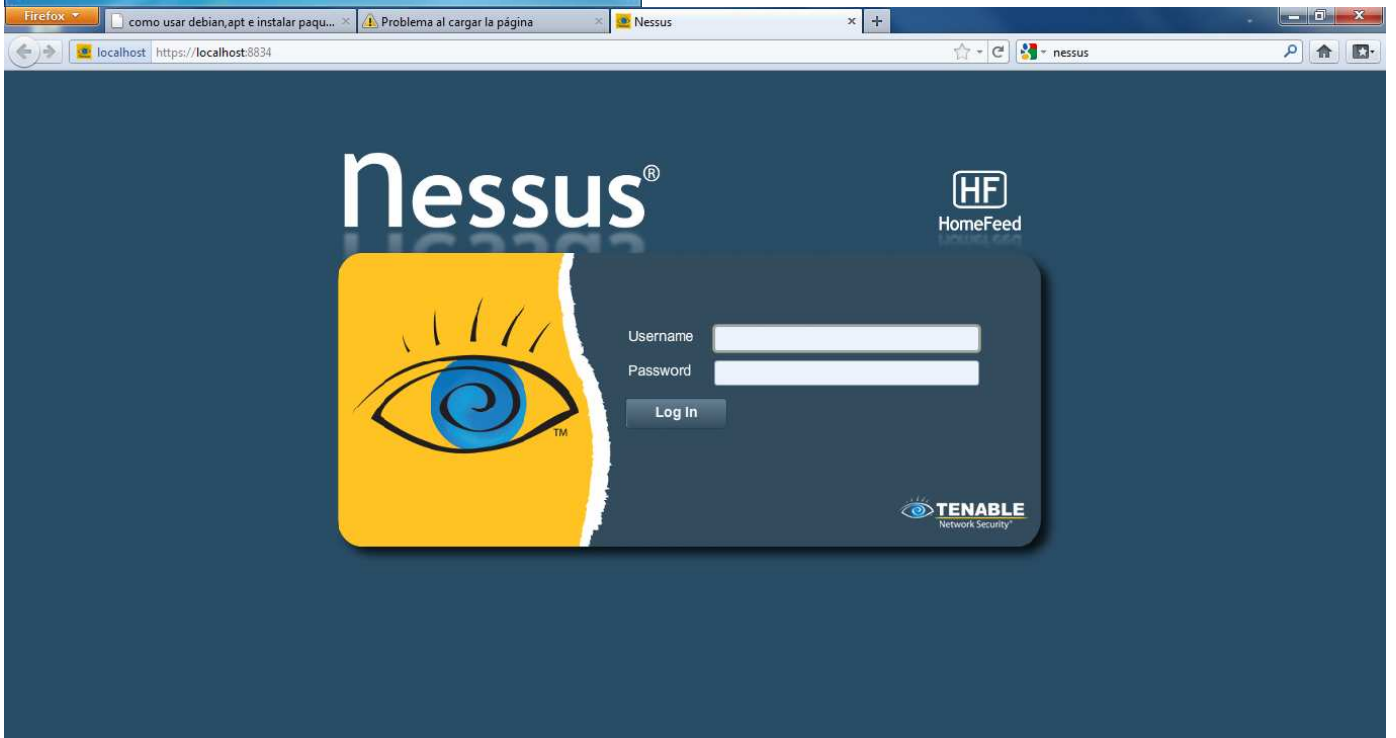 Firefox
como usar debian,apt e instalar paqu...
Problema al cargar la página
Nessus
localhost https://localhost:8834
nessus
nessus®
HF
HomeFeed
Username
Password
Log In
TM
TENABLE
Network Security®